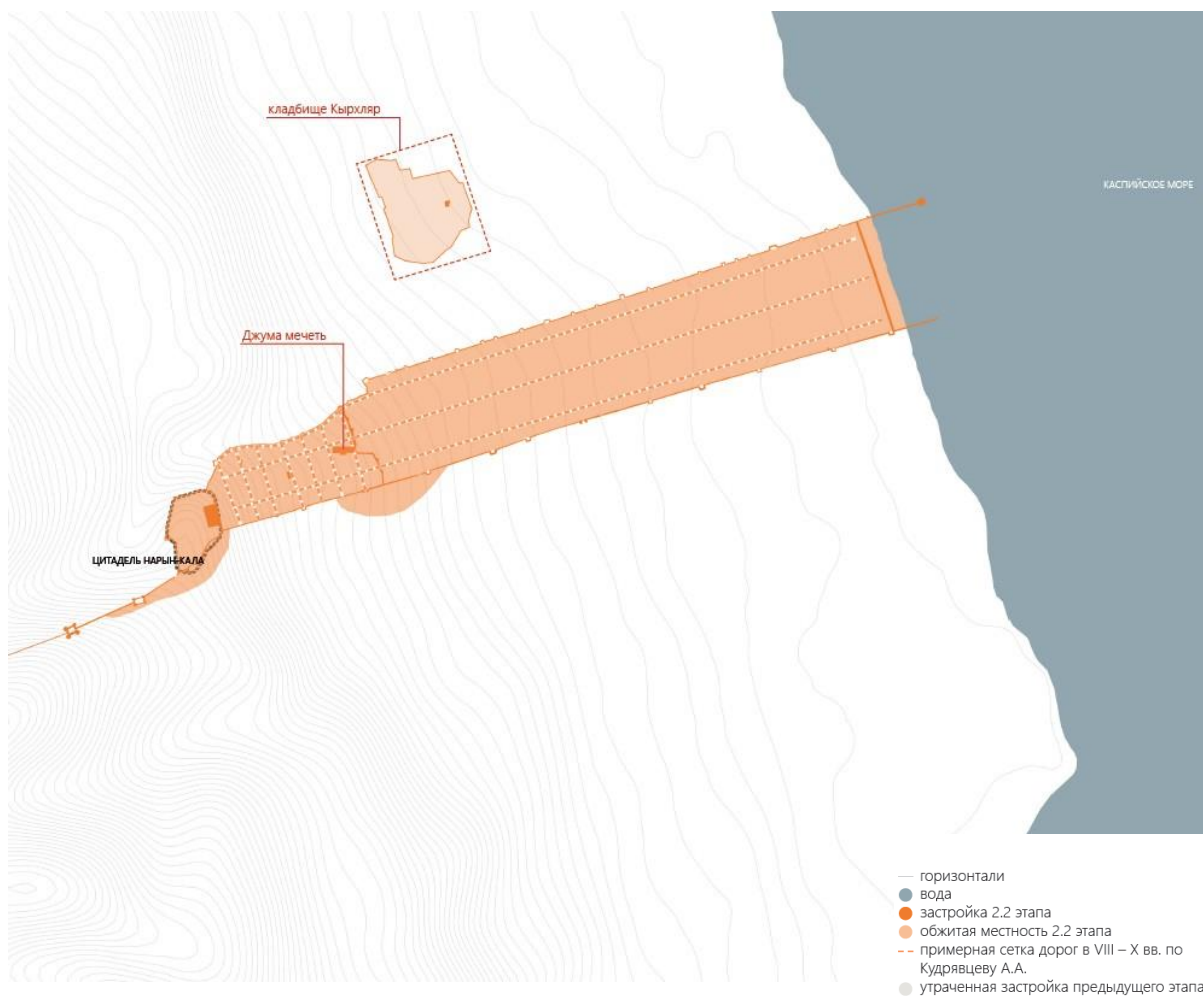 кладбище Кырхляр
КАСПИЙСКОЕ МОРЕ
Джума мечеть
ЦИТАДЕЛЬ НАРЫН-КАЛА
горизонтали
вода
застройка 2.2 этапа
обжитая местность 2.2 этапа
примерная сетка дорог в VIII – X вв. по
Кудрявцеву А.А.
утраченная застройка предыдущего этапа